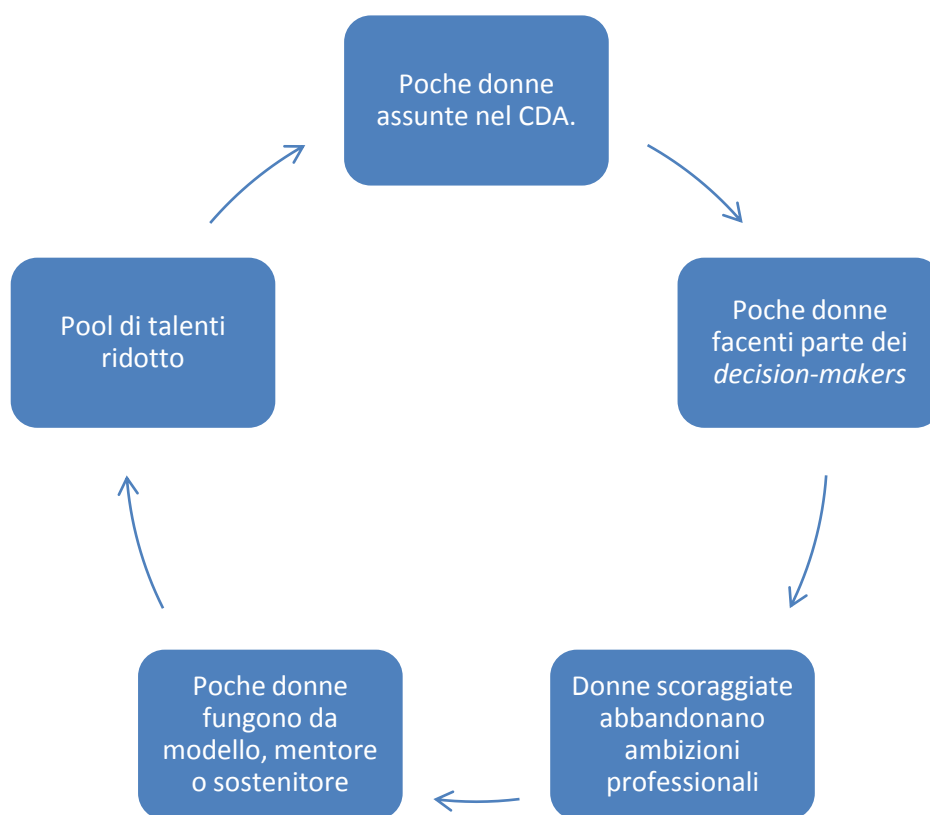 Poche donne
assunte nel CDA.
Poche donne
facenti parte dei
decision-makers
Donne scoraggiate
abbandonano
ambizioni
professionali
Poche donne
fungono da
modello, mentore
o sostenitore
Pool di talenti
ridotto